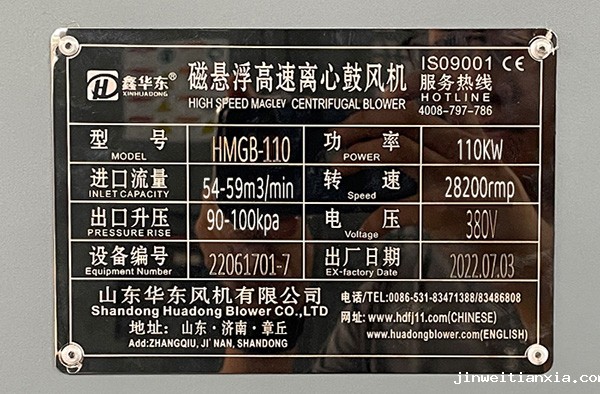 鑫华东®
XINHUADONG
磁悬浮高速离心鼓风机
HIGH SPEED MAGLEV CENTRIFUGAL BLOWER
ISO9001 CE
服务热线
HOTLINE
4008-797-786
型号 HMGB-110 功率 110KW
MODEL POWER
进口流量 54-59m3/min 转速 28200rmp
INLET CAPACITY Speed
出口升压 90-100kpa 电压 380V
PRESSURE RISE Voltage
设备编号 22061701-7 出厂日期 2022.07.03
Equipment Number EX-factory Date
山东华东风机有限公司
Shandong Huadong Blower CO.,LTD
地址: 山东·济南·章丘
Add:ZHANGQIU, JI'NAN, SHANDONG
电话/TEL:0086-531-83471388/83486808
网址: www.hdfj11.com(CHINESE)
www.huadongblower.com(ENGLISH)
jinweitianxia.com